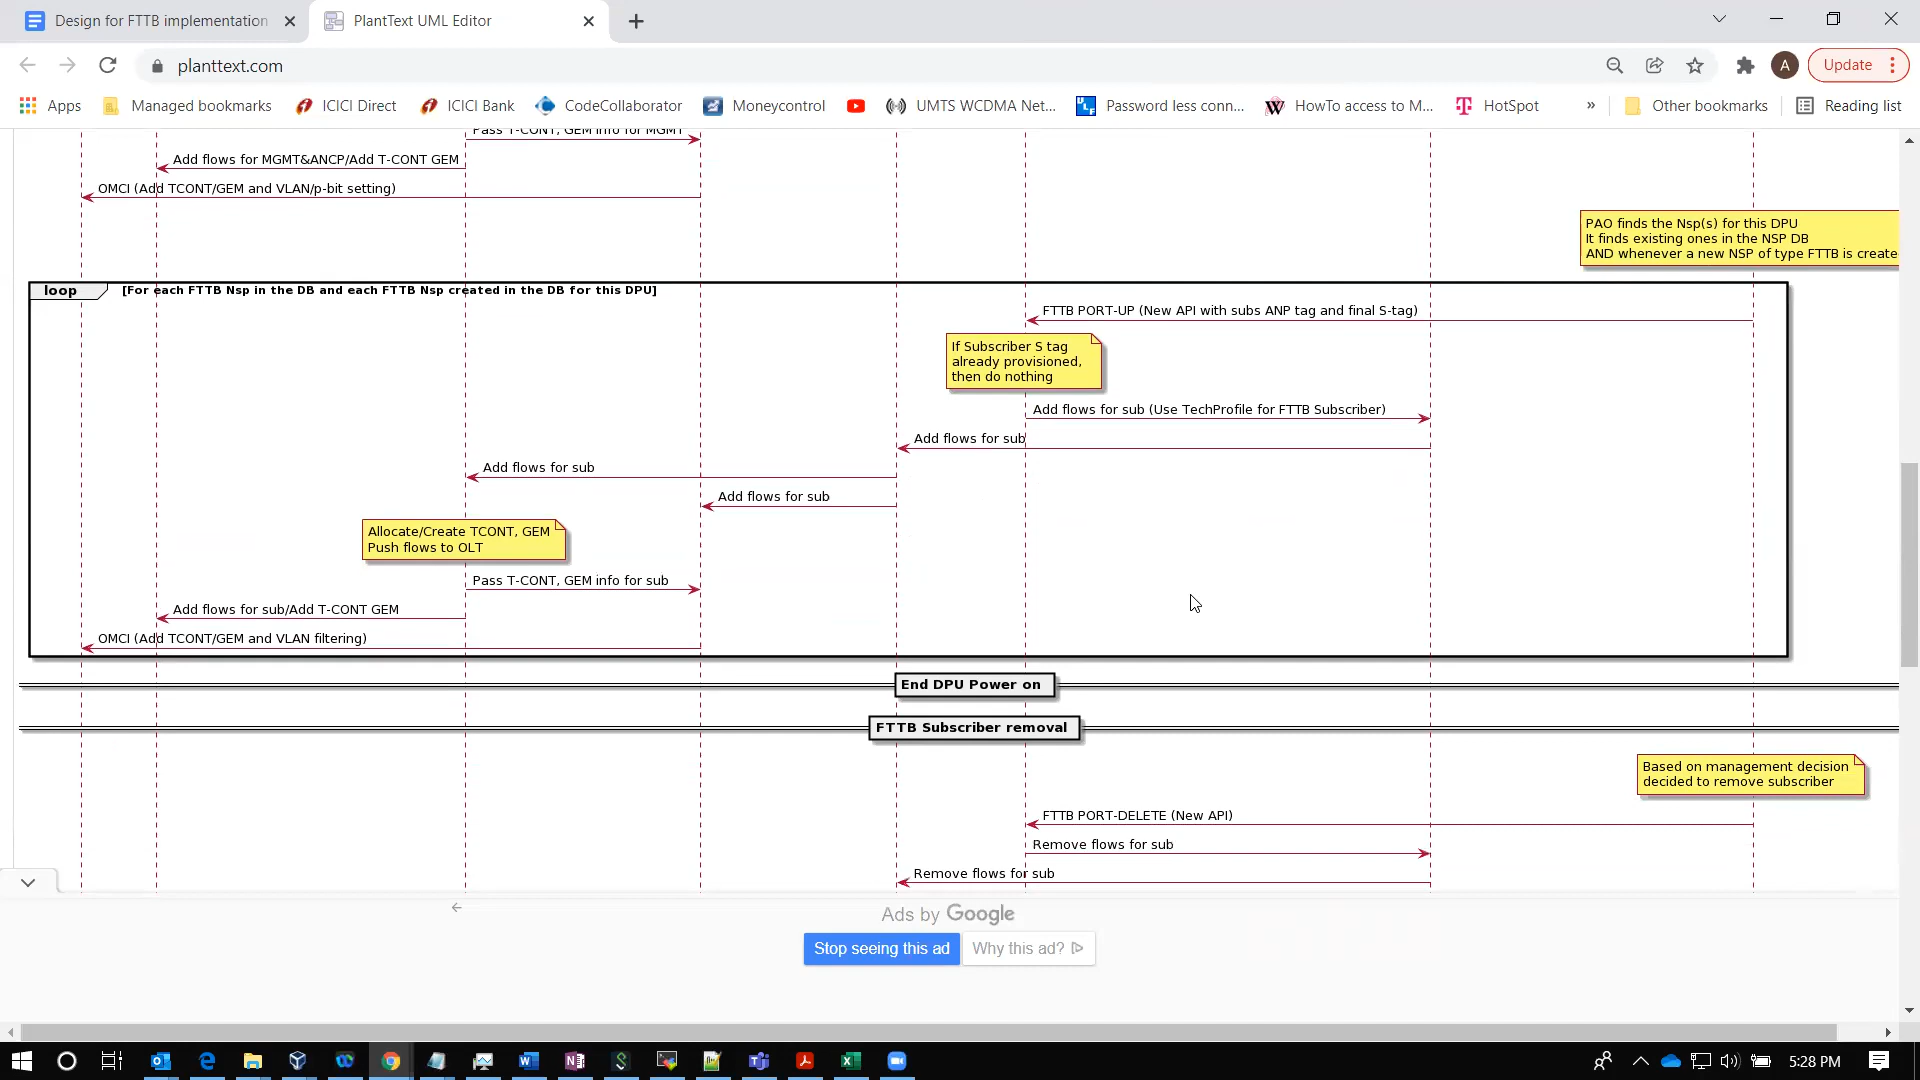 Design for FTTB implementation
PlantText UML Editor
planttext.com
A
Update
Apps
Managed bookmarks
ICICI Direct
ICICI Bank
CodeCollaborator
Moneycontrol
UMTS WCDMA Net...
Password less conn...
HowTo access to M...
HotSpot
»
Other bookmarks
Reading list
Pass T-CONT, GEM info for MGMT
Add flows for MGMT&ANCP/Add T-CONT GEM
OMCI (Add TCONT/GEM and VLAN/p-bit setting)
PAO finds the Nsp(s) for this DPU
It finds existing ones in the NSP DB
AND whenever a new NSP of type FTTB is create
loop
[For each FTTB Nsp in the DB and each FTTB Nsp created in the DB for this DPU]
FTTB PORT-UP (New API with subs ANP tag and final S-tag)
If Subscriber S tag
already provisioned,
then do nothing
Add flows for sub (Use TechProfile for FTTB Subscriber)
Add flows for sub
Add flows for sub
Add flows for sub
Allocate/Create TCONT, GEM
Push flows to OLT
Pass T-CONT, GEM info for sub
Add flows for sub/Add T-CONT GEM
OMCI (Add TCONT/GEM and VLAN filtering)
End DPU Power on
FTTB Subscriber removal
Based on management decision
decided to remove subscriber
FTTB PORT-DELETE (New API)
Remove flows for sub
Remove flows for sub
Ads by Google
Stop seeing this ad
Why this ad?
5:28 PM